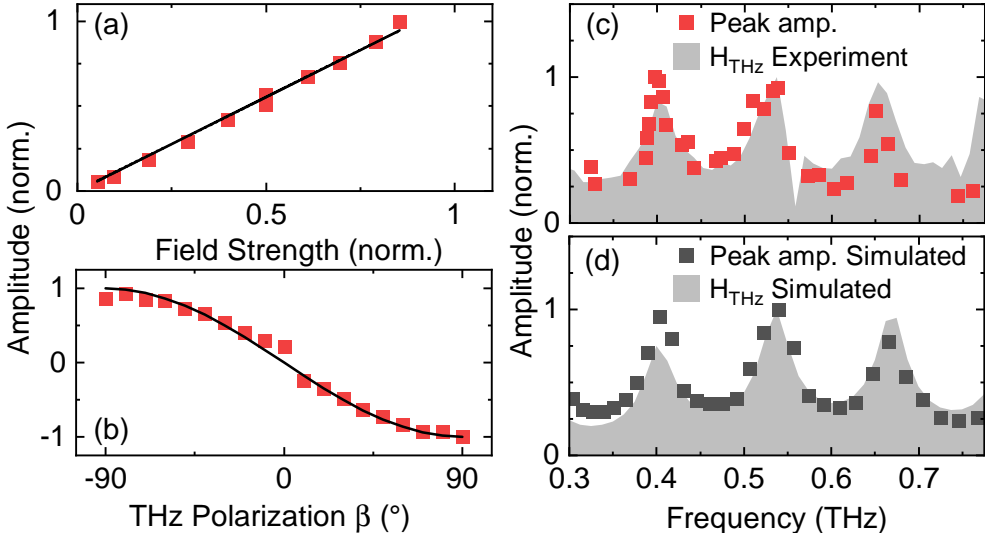 (a)
1
0
0
0.5
1
Field Strength (norm.)
Amplitude (norm.)
1
0
-1
(b)
-90
0
90
THz Polarization β (°)
(c)
Peak amp.
H_THz Experiment
1
0
Amplitude (norm.)
(d)
Peak amp. Simulated
H_THz Simulated
1
0
0.3
0.4
0.5
0.6
0.7
Frequency (THz)